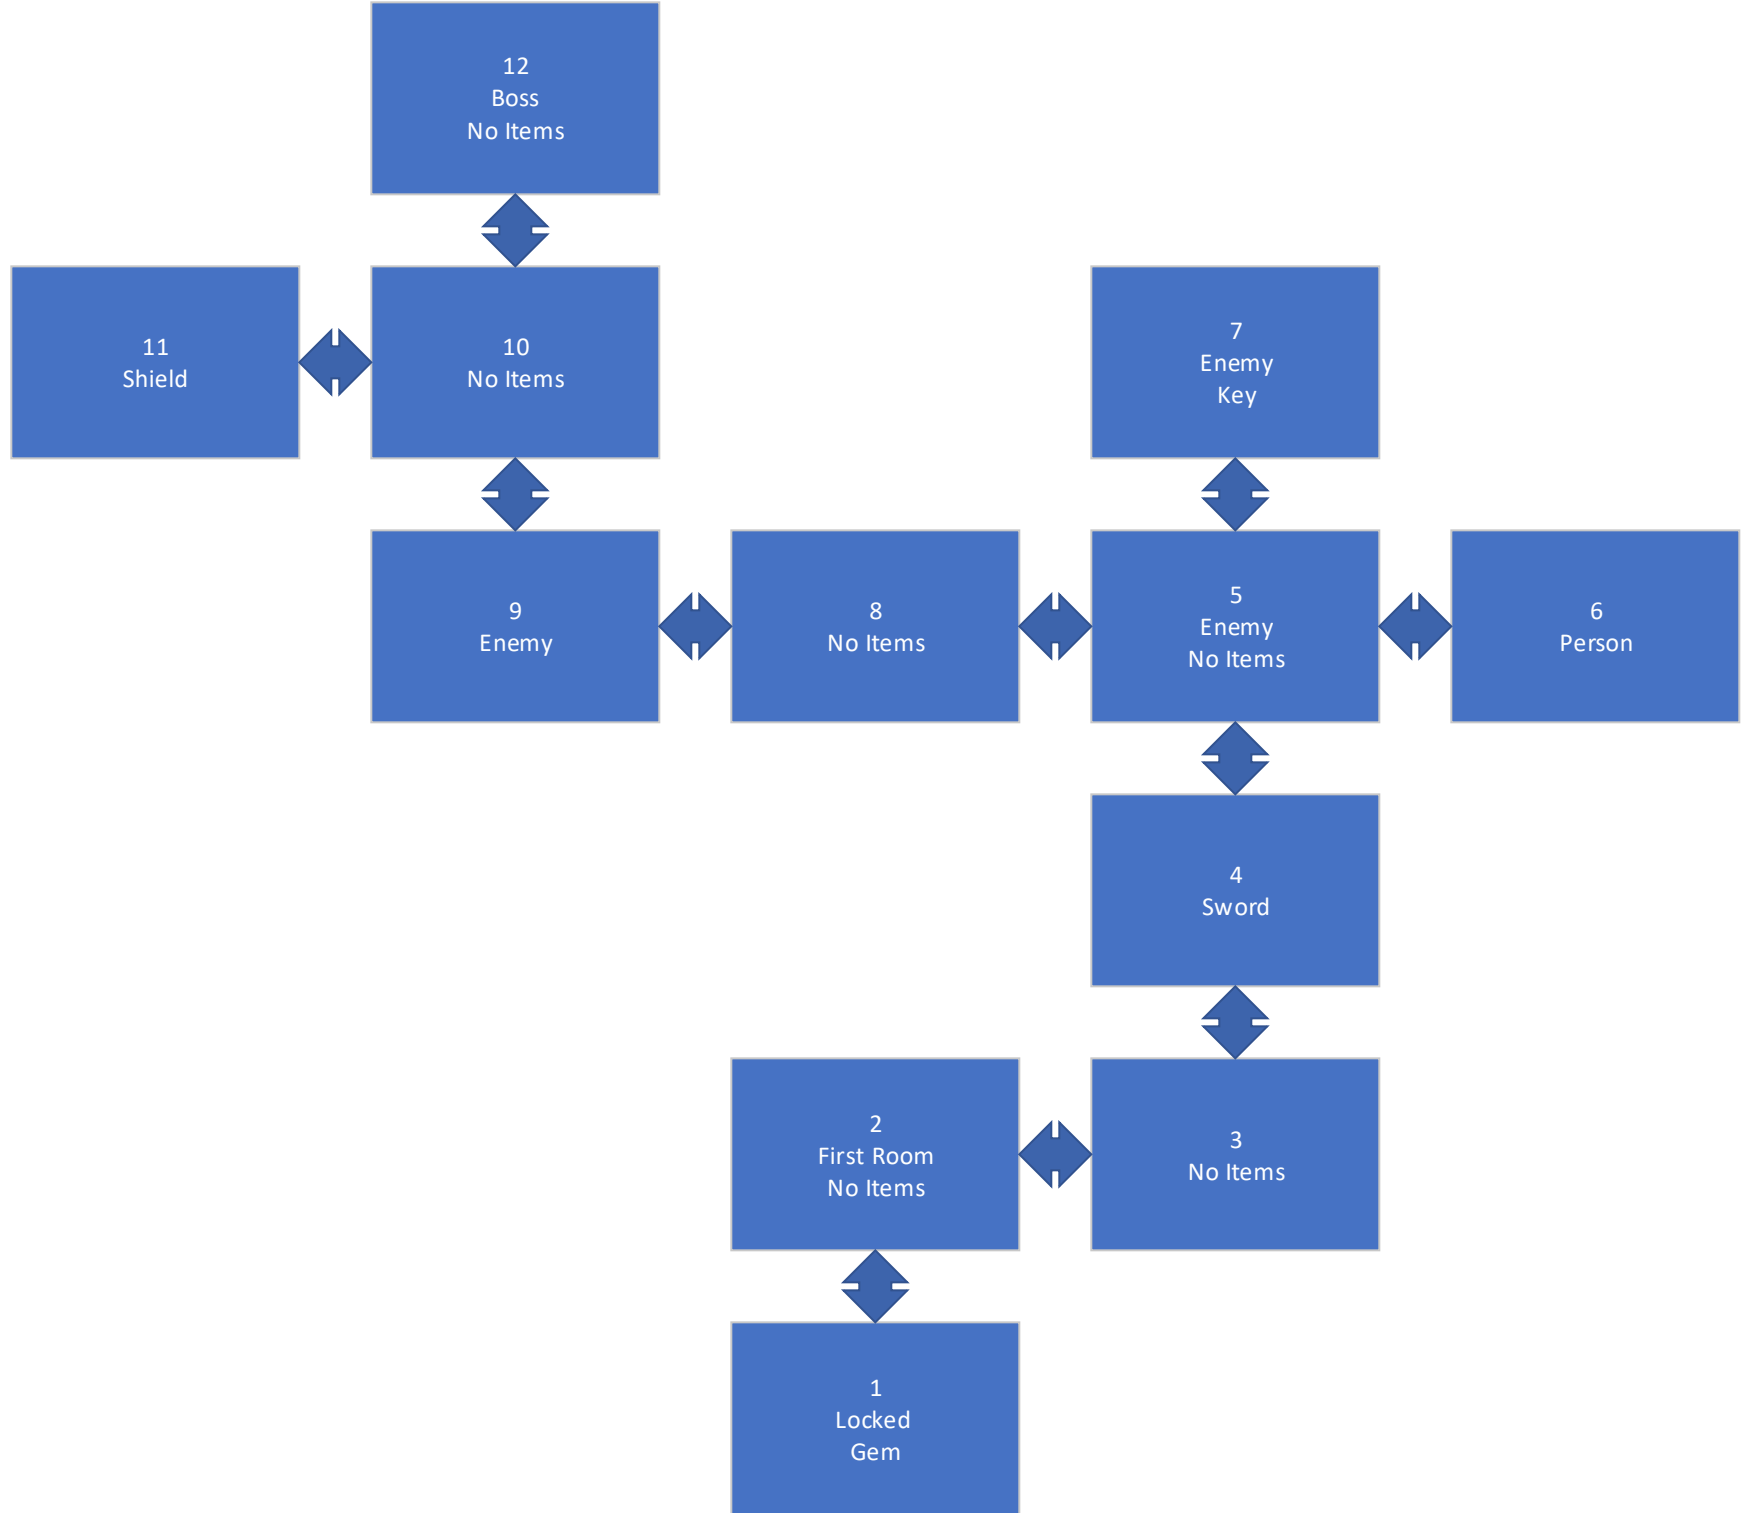 12
Boss
No Items
11
Shield
10
No Items
7
Enemy
Key
9
Enemy
8
No Items
5
Enemy
No Items
6
Person
4
Sword
2
First Room
No Items
3
No Items
1
Locked
Gem